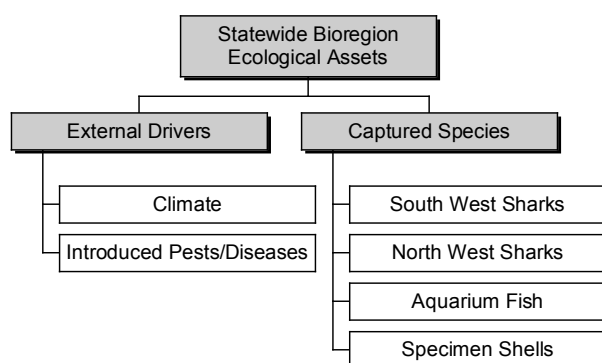 Statewide Bioregion
Ecological Assets
External Drivers
Captured Species
Climate
Introduced Pests/Diseases
South West Sharks
North West Sharks
Aquarium Fish
Specimen Shells